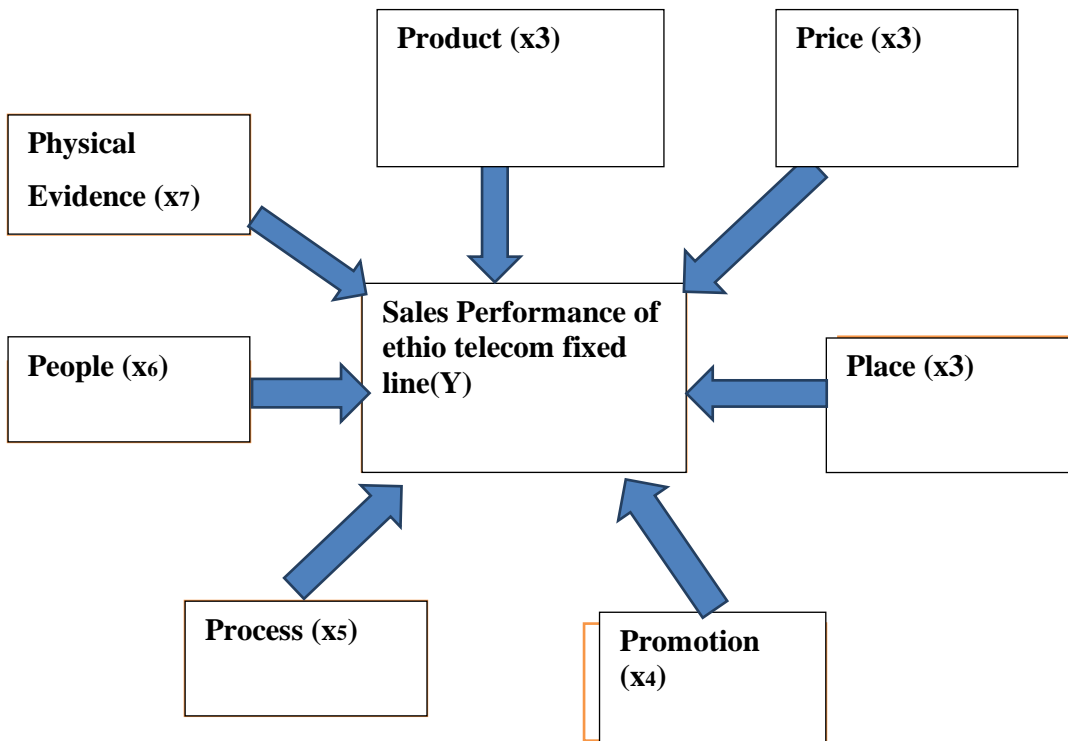 Product (x3)
Price (x3)
Physical
Evidence (x7)
Sales Performance of
ethio telecom fixed
line(Y)
People (x6)
Place (x3)
Process (x5)
Promotion
(x4)